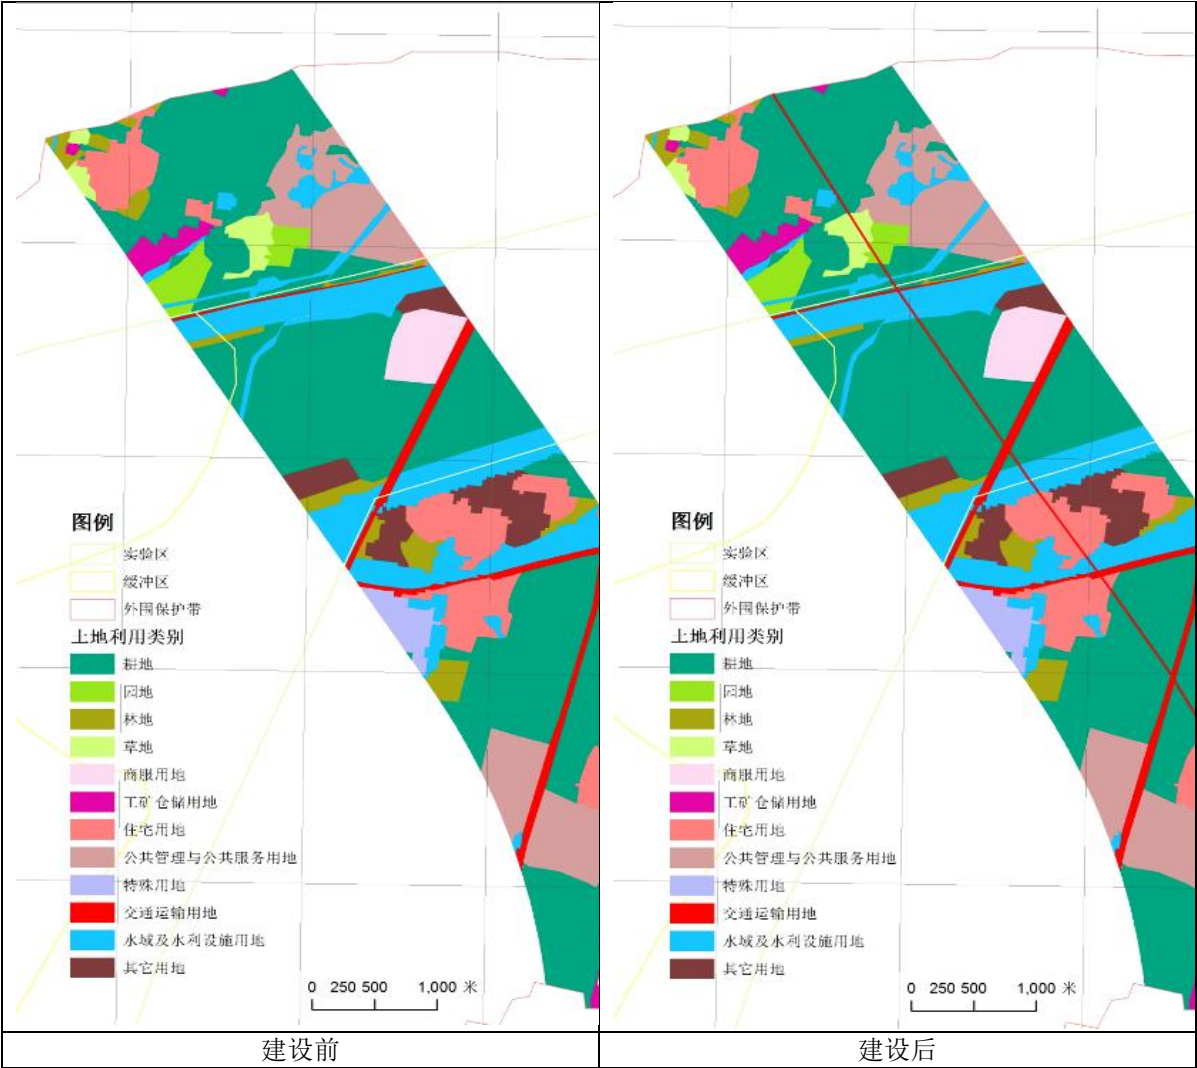 图例
实验区
缓冲区
外围保护带
土地利用类别
耕地
园地
林地
草地
商服用地
工矿仓储用地
住宅用地
公共管理与公共服务用地
特殊用地
交通运输用地
水域及水利设施用地
其它用地
0 250 500 1,000 米
建设前
图例
实验区
缓冲区
外围保护带
土地利用类别
耕地
园地
林地
草地
商服用地
工矿仓储用地
住宅用地
公共管理与公共服务用地
特殊用地
交通运输用地
水域及水利设施用地
其它用地
0 250 500 1,000 米
建设后